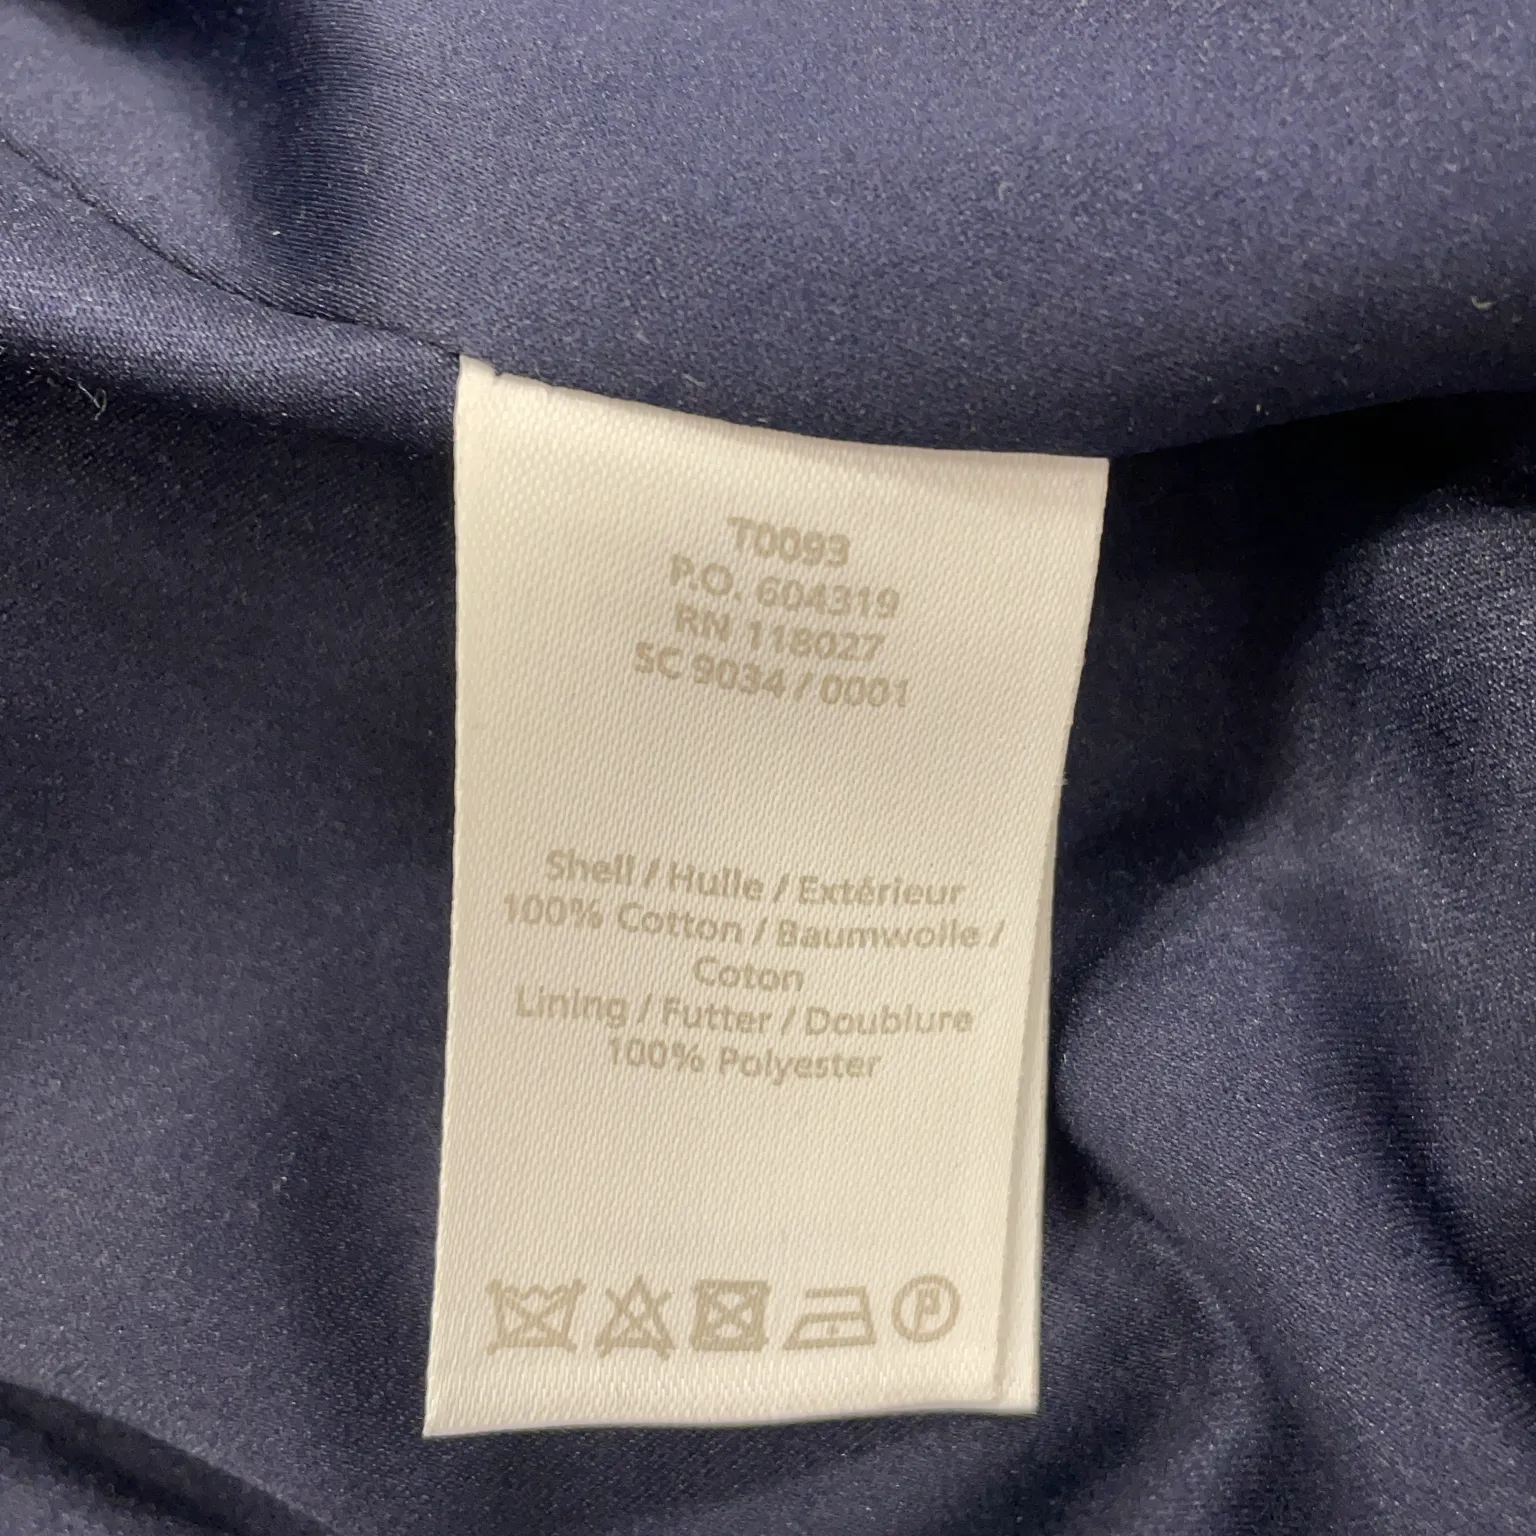 T0093
P.O. 604319
RN 118027
SC 9034 / 0001
Shell / Hulle / Extérieur
100% Cotton / Baumwolle /
Coton
Lining / Futter / Doublure
100% Polyester
P